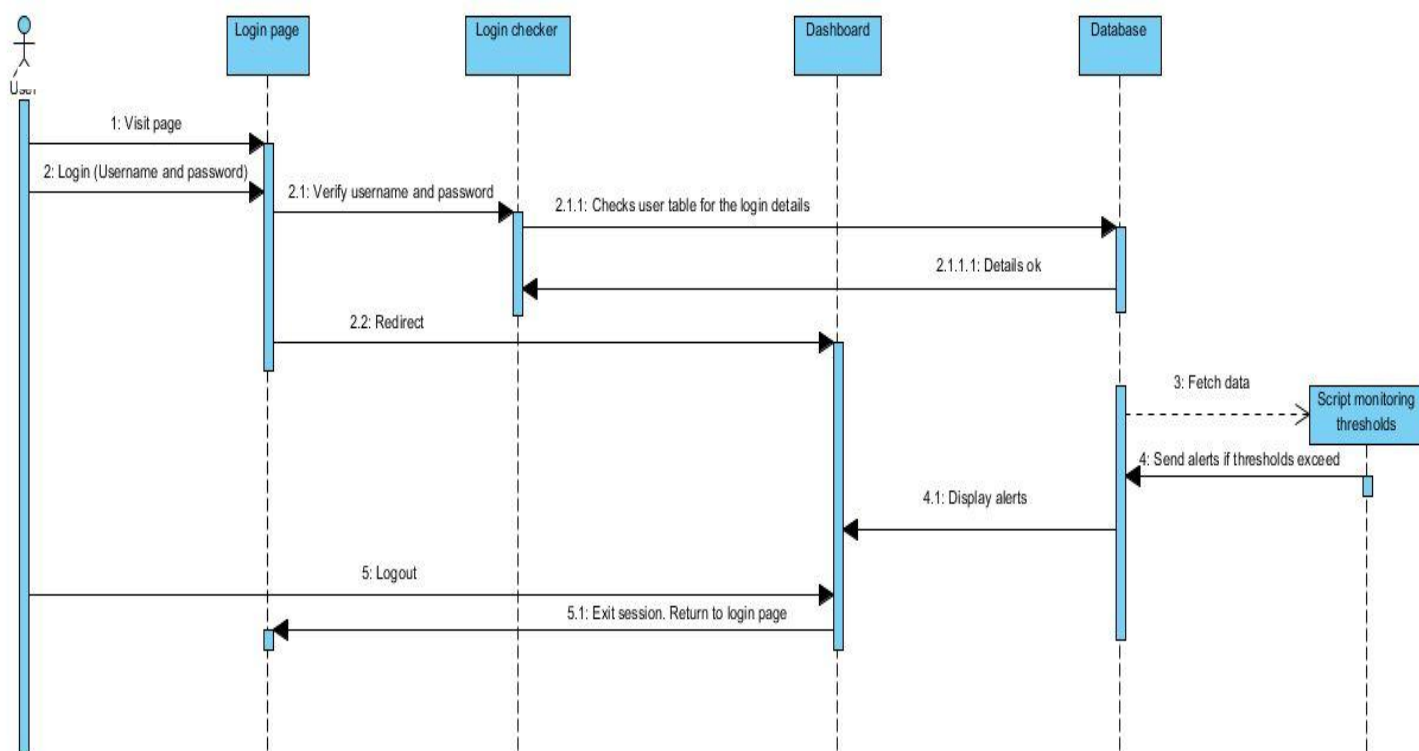 Login page
Login checker
Dashboard
Database
User
1: Visit page
2: Login (Username and password)
2.1: Verify username and password
2.1.1: Checks user table for the login details
2.1.1.1: Details ok
2.2: Redirect
3: Fetch data
Script monitoring
thresholds
4: Send alerts if thresholds exceed
4.1: Display alerts
5: Logout
5.1: Exit session. Return to login page